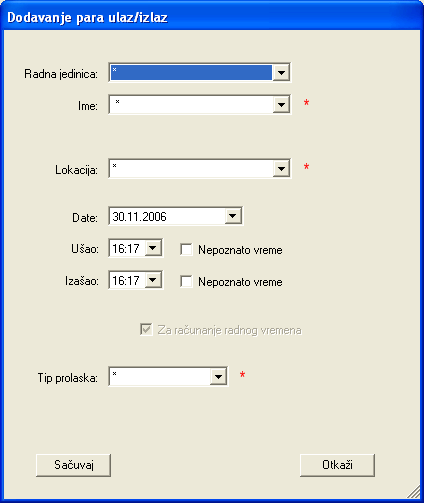 Dodavanje para ulaz/izlaz
Radna jedinica: *
Ime: * *
Lokacija: * *
Date: 30.11.2006
Ušao: 16:17 Nepoznato vreme
Izašao: 16:17 Nepoznato vreme
Za računanje radnog vremena
Tip prolaska: * *
Sačuvaj Otkaži